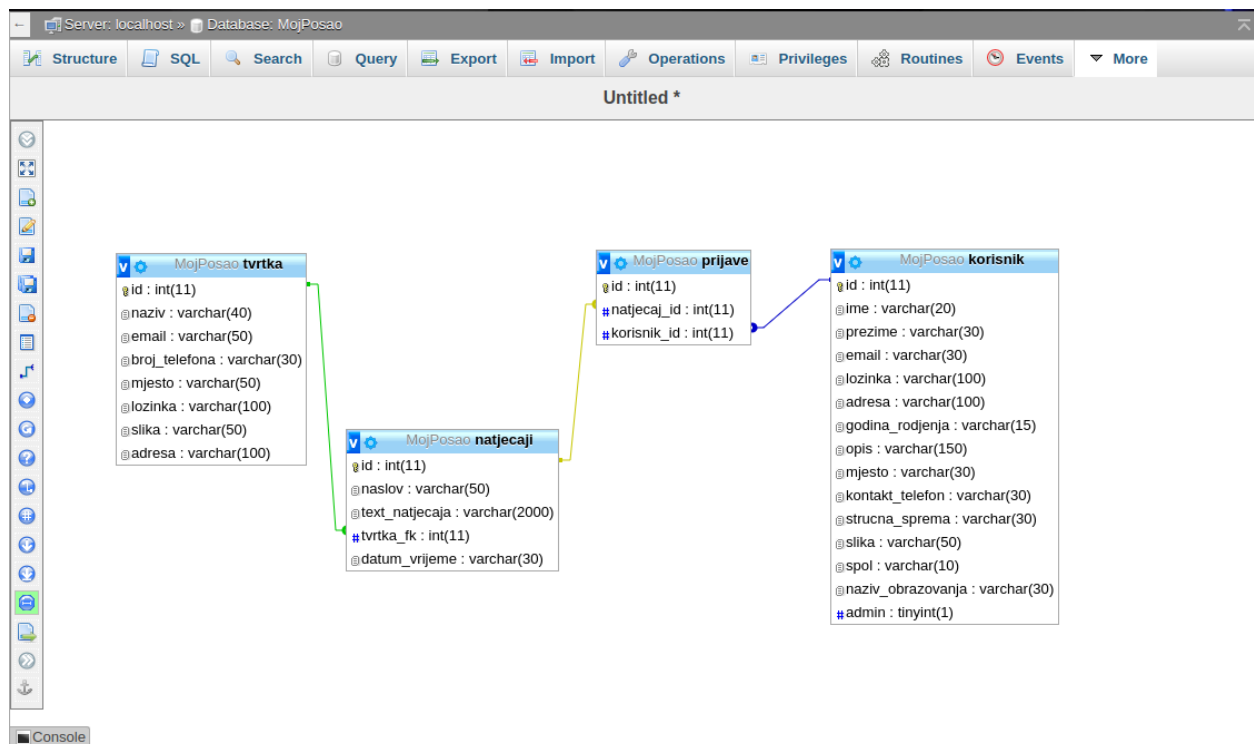 Server: localhost » Database: MojPosao
Structure SQL Search Query Export Import Operations Privileges Routines Events More
Untitled *
MojPosao tvrtka
id : int(11)
naziv : varchar(40)
email : varchar(50)
broj_telefona : varchar(30)
mjesto : varchar(50)
lozinka : varchar(100)
slika : varchar(50)
adresa : varchar(100)
MojPosao natjecaji
id : int(11)
naslov : varchar(50)
text_natjecaja : varchar(2000)
tvrtka_fk : int(11)
datum_vrijeme : varchar(30)
MojPosao prijave
id : int(11)
natjecaj_id : int(11)
korisnik_id : int(11)
MojPosao korisnik
id : int(11)
ime : varchar(20)
prezime : varchar(30)
email : varchar(30)
lozinka : varchar(100)
adresa : varchar(100)
godina_rodjenja : varchar(15)
opis : varchar(150)
mjesto : varchar(30)
kontakt_telefon : varchar(30)
strucna_sprema : varchar(30)
slika : varchar(50)
spol : varchar(10)
naziv_obrazovanja : varchar(30)
admin : tinyint(1)
Console